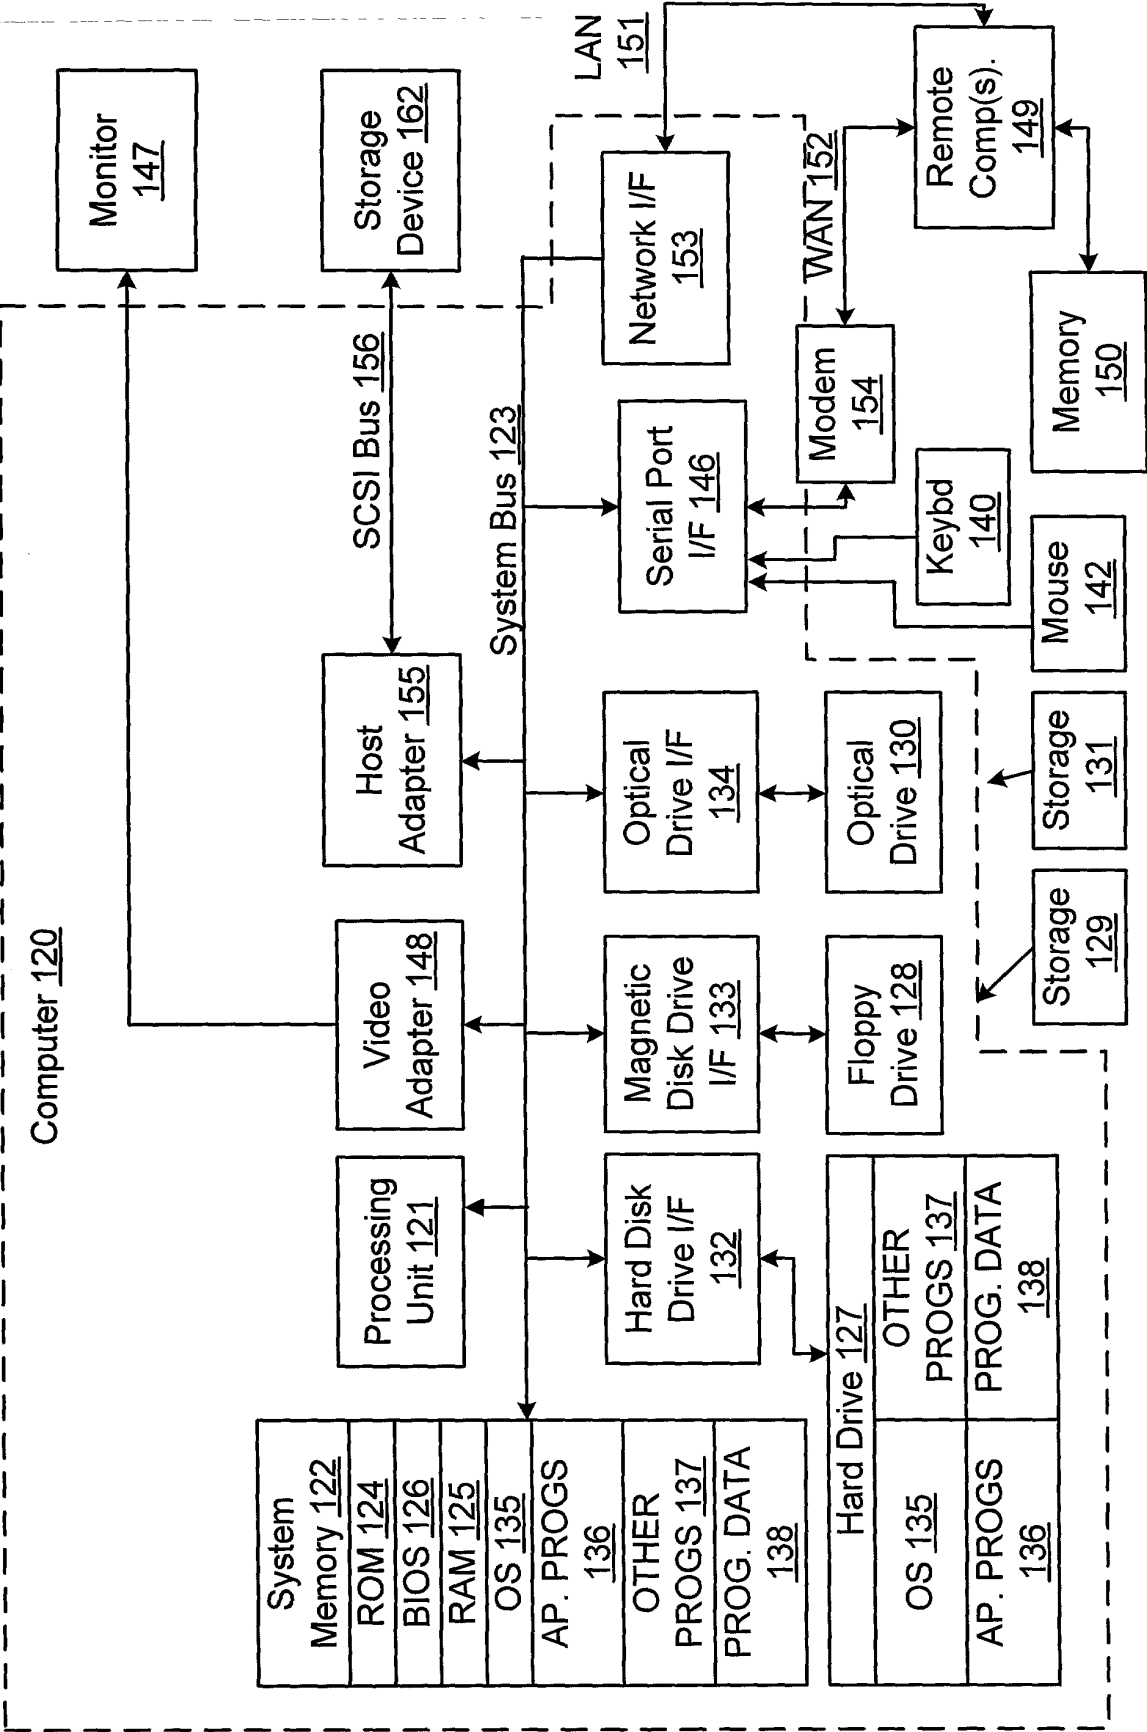 Computer 120
Monitor
147
Storage
Device 162
SCSI Bus 156
System
Memory 122
ROM 124
BIOS 126
RAM 125
OS 135
AP. PROGS
136
OTHER
PROGS 137
PROG. DATA
138
Processing
Unit 121
Video
Adapter 148
Host
Adapter 155
System Bus 123
Hard Disk
Drive I/F
132
Magnetic
Disk Drive
I/F 133
Optical
Drive I/F
134
Serial Port
I/F 146
Network I/F
153
LAN
151
Hard Drive 127
OS 135
OTHER
PROGS 137
AP. PROGS
136
PROG. DATA
138
Floppy
Drive 128
Optical
Drive 130
Modem
154
WAN 152
Remote
Comp(s).
149
Storage
129
Storage
131
Mouse
142
Keybd
140
Memory
150